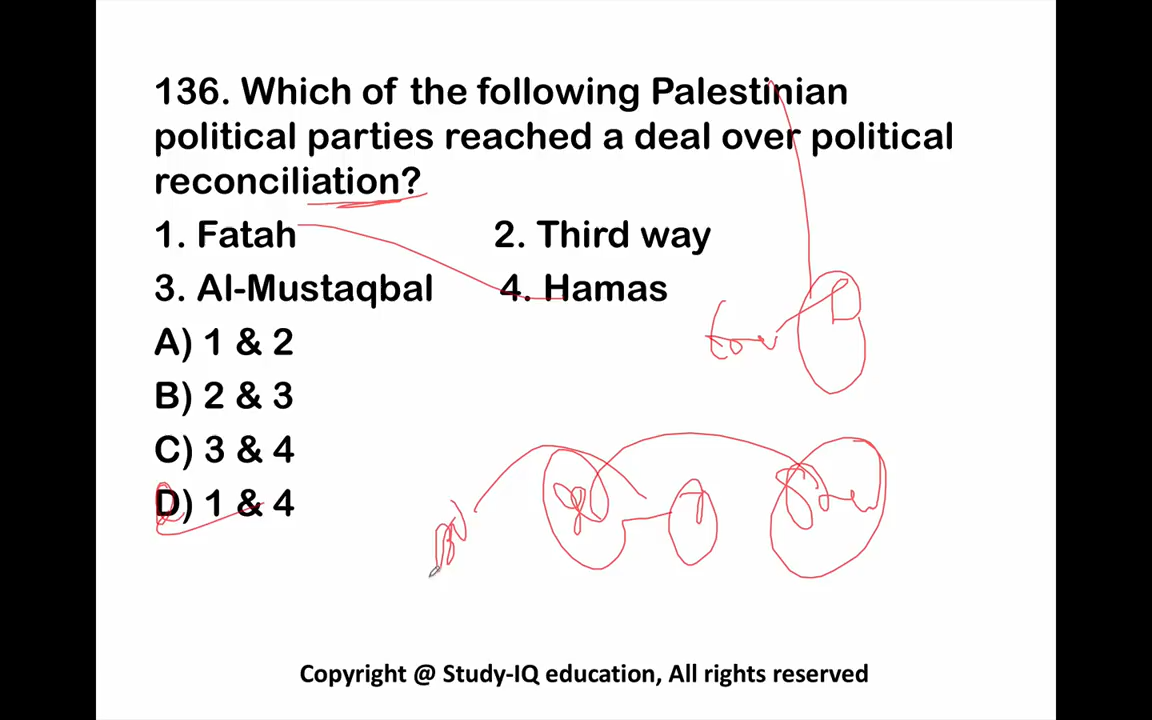 136. Which of the following Palestinian
political parties reached a deal over political
reconciliation?
1. Fatah 2. Third way
3. Al-Mustaqbal 4. Hamas
A) 1 & 2
B) 2 & 3
C) 3 & 4
D) 1 & 4
Copyright @ Study-IQ education, All rights reserved